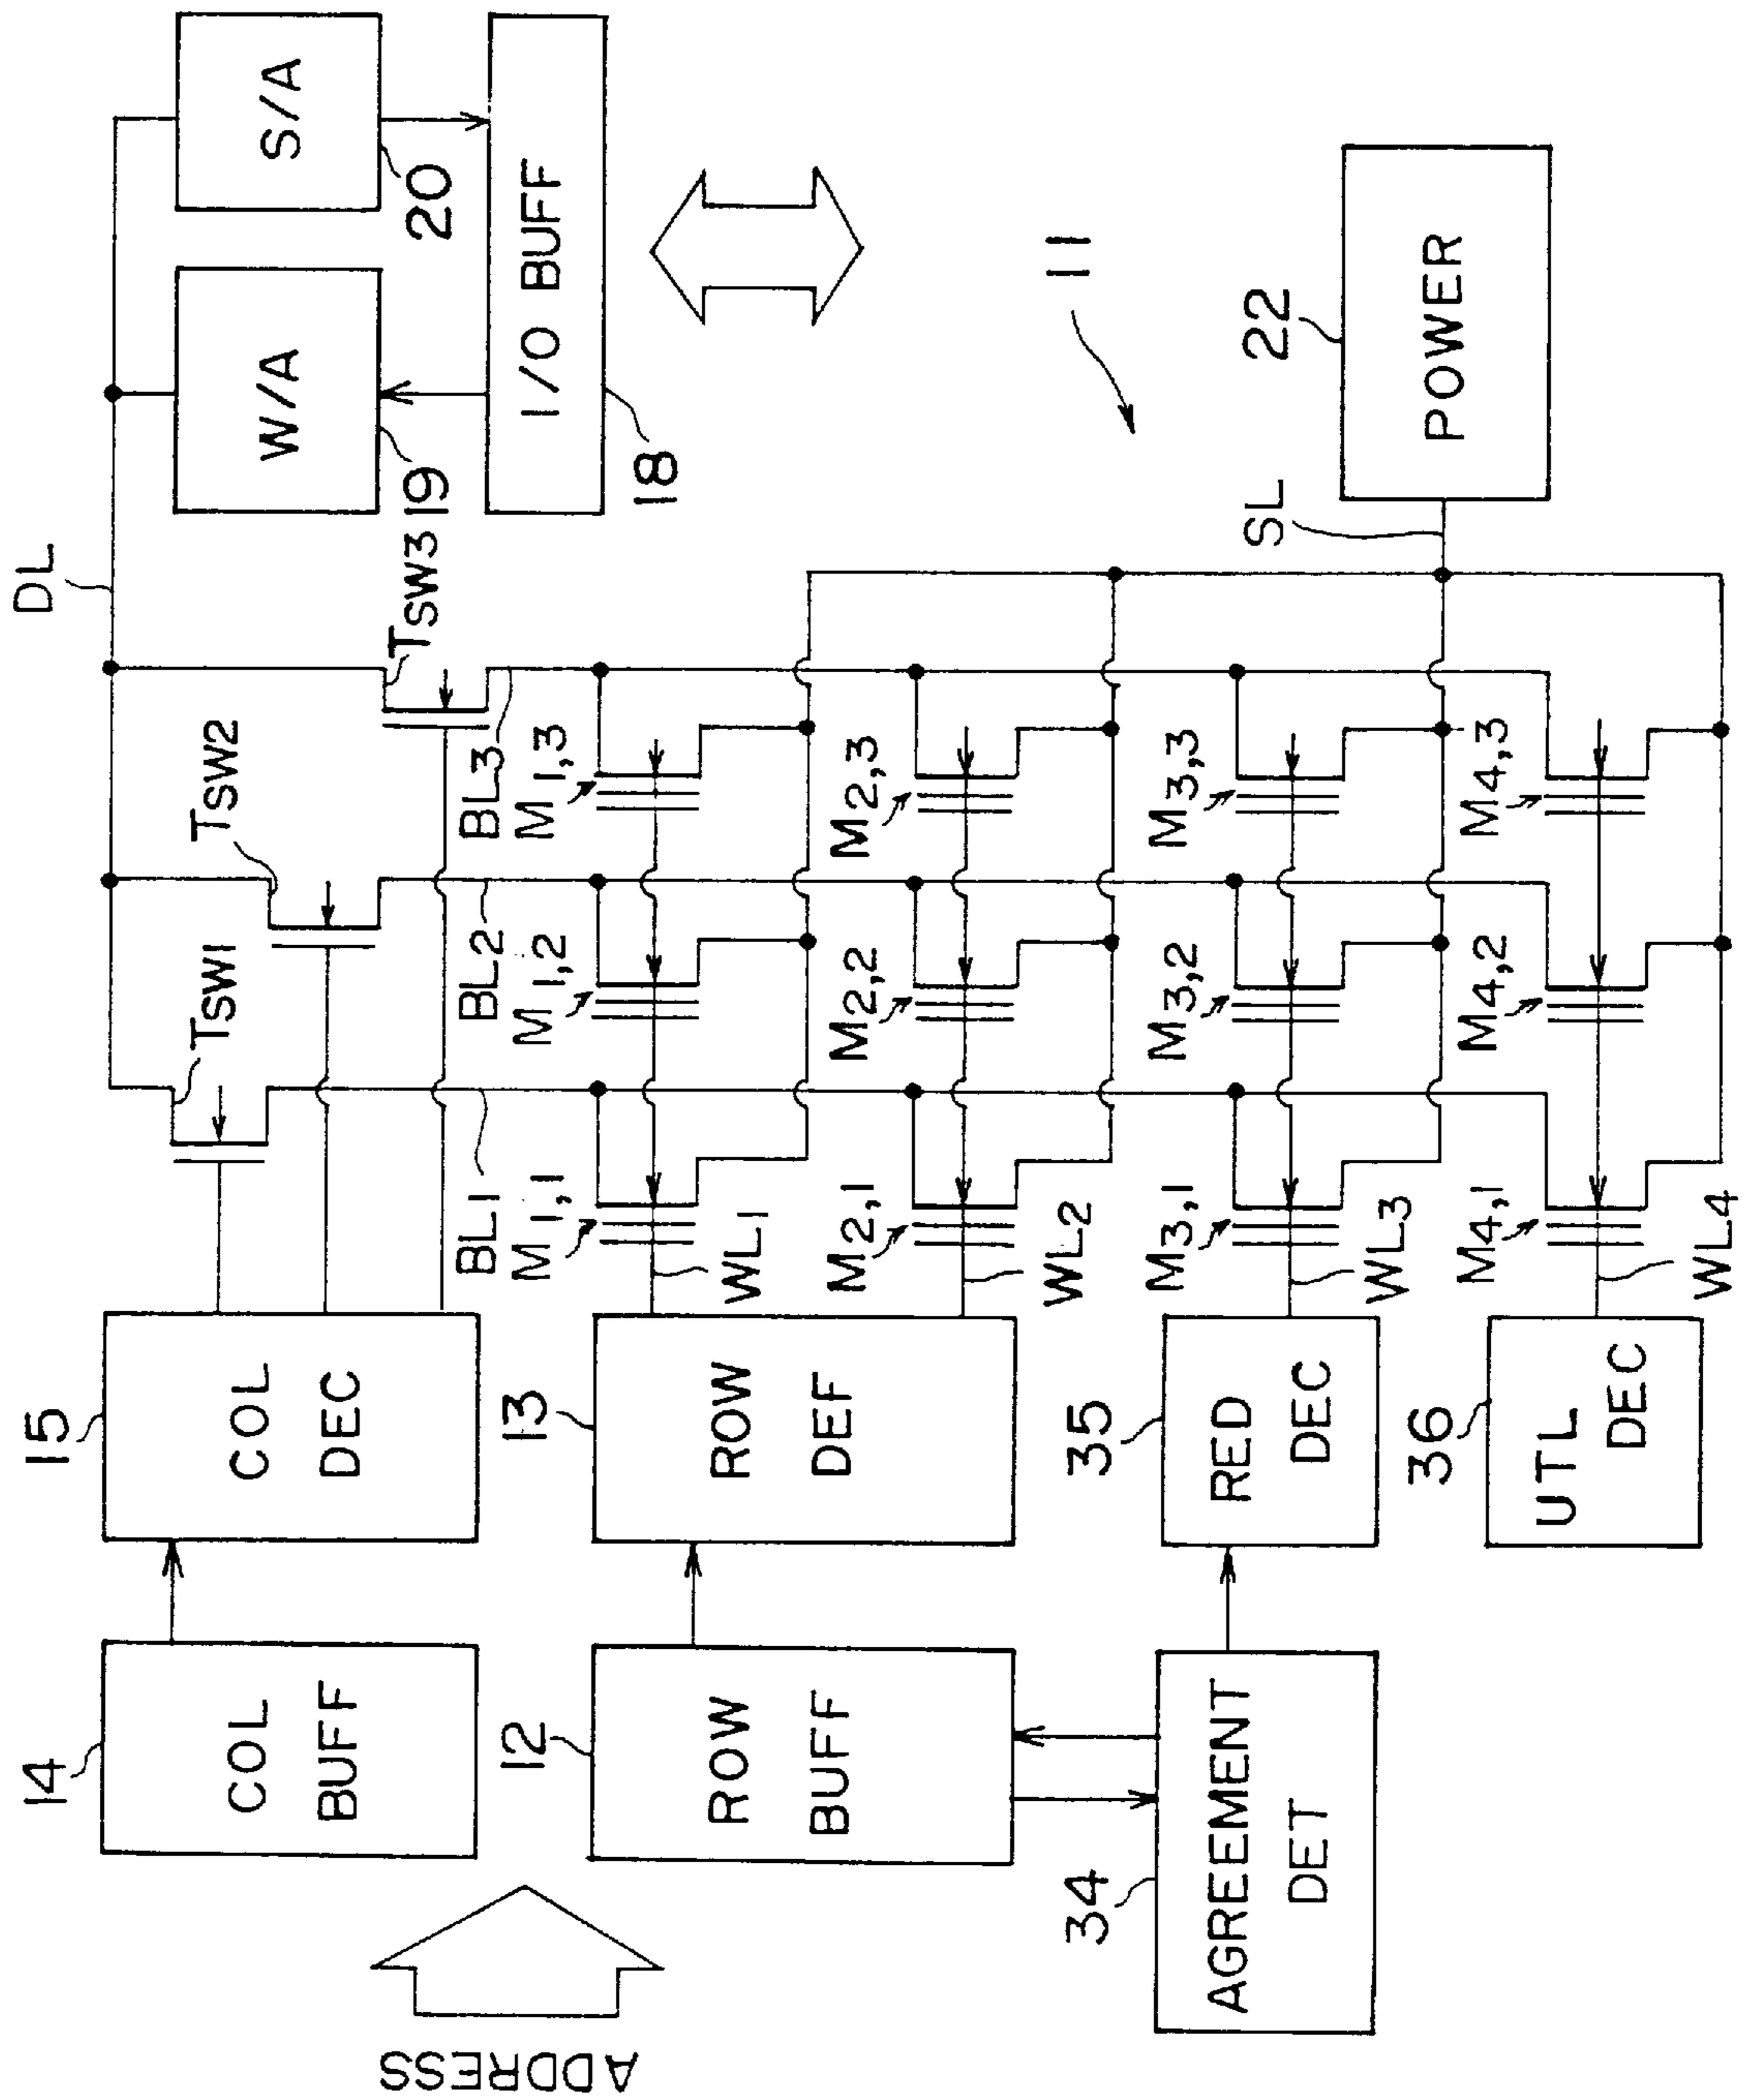 ADDRESS
14
COL
BUFF
15
COL
DEC
TSW1
TSW2
TSW3
DL
W/A
19
S/A
20
I/O BUFF
18
12
ROW
BUFF
13
ROW
DEF
BL1
BL2
BL3
M1,1
M1,2
M1,3
WL1
M2,1
M2,2
M2,3
WL2
11
34
AGREEMENT
DET
35
RED
DEC
M3,1
M3,2
M3,3
WL3
SL
22
POWER
36
UTL
DEC
M4,1
M4,2
M4,3
WL4